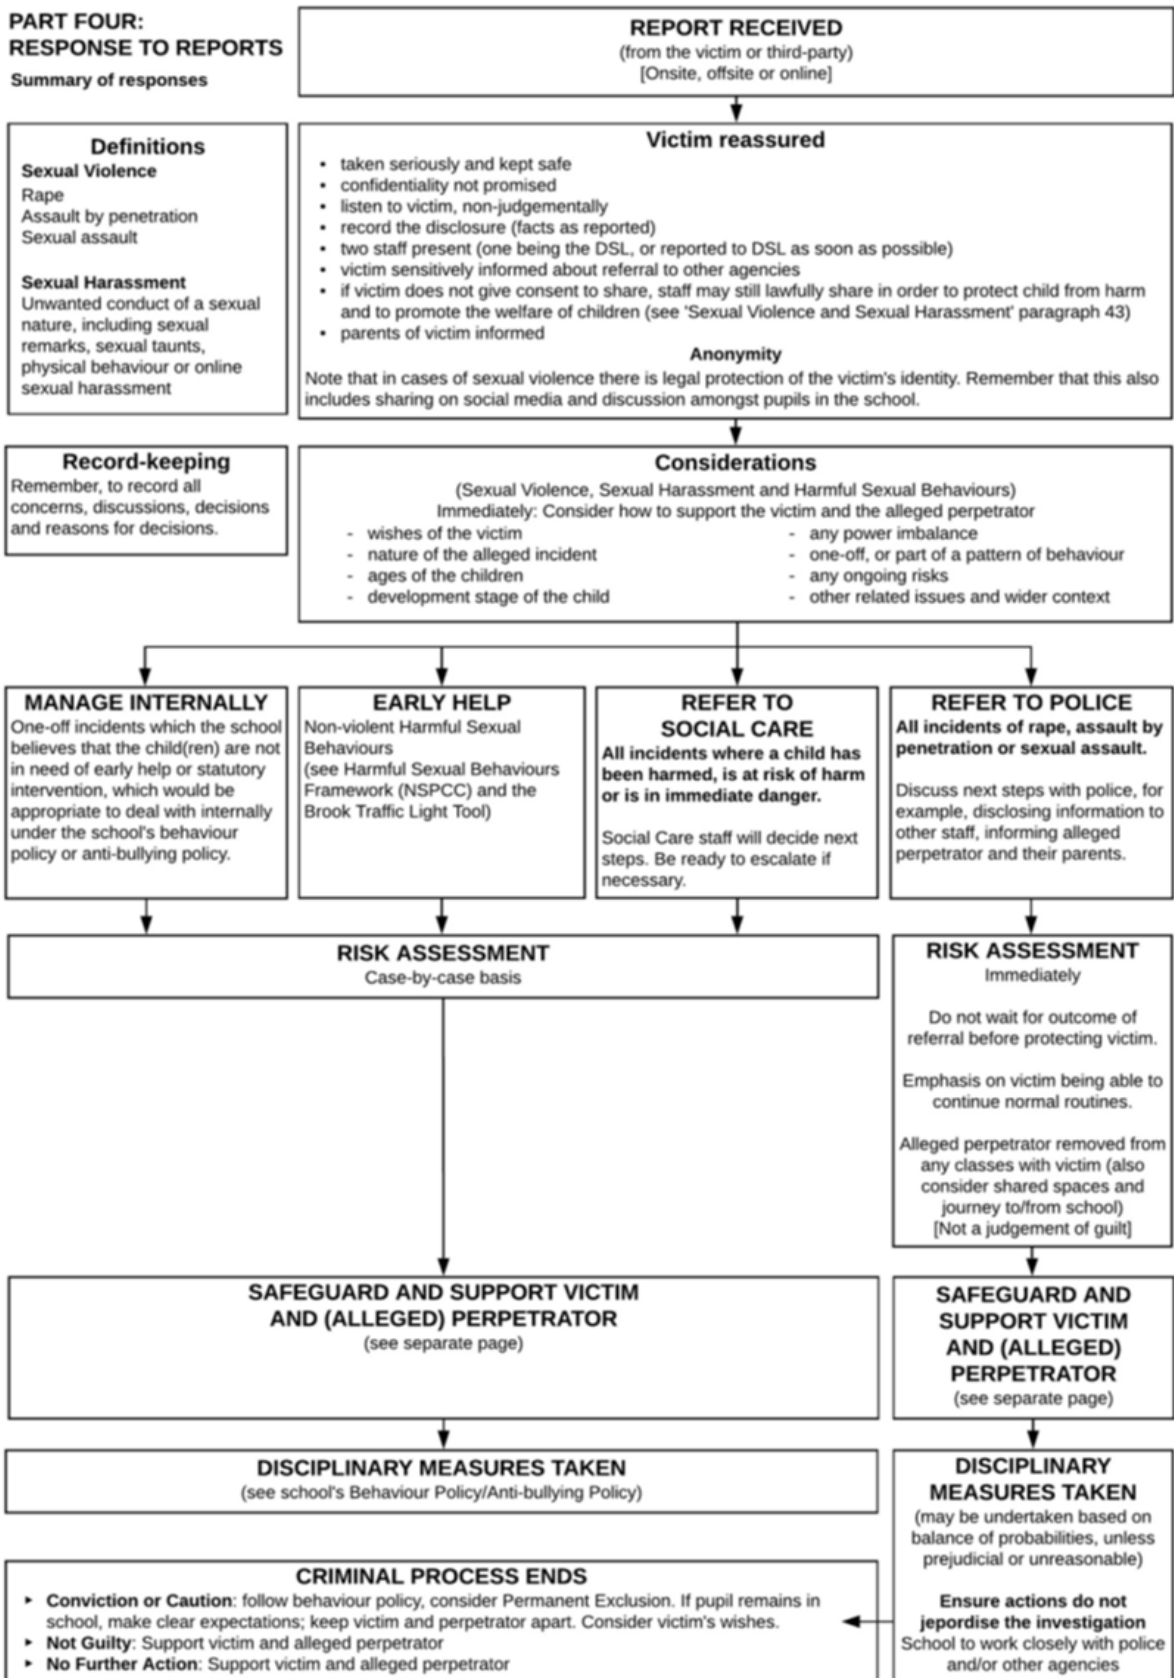 PART FOUR:
RESPONSE TO REPORTS
Summary of responses
REPORT RECEIVED
(from the victim or third-party)
[Onsite, offsite or online]
Definitions
Sexual Violence
Rape
Assault by penetration
Sexual assault
Sexual Harassment
Unwanted conduct of a sexual
nature, including sexual
remarks, sexual taunts,
physical behaviour or online
sexual harassment
Victim reassured
• taken seriously and kept safe
• confidentiality not promised
• listen to victim, non-judgementally
• record the disclosure (facts as reported)
• two staff present (one being the DSL, or reported to DSL as soon as possible)
• victim sensitively informed about referral to other agencies
• if victim does not give consent to share, staff may still lawfully share in order to protect child from harm
and to promote the welfare of children (see 'Sexual Violence and Sexual Harassment' paragraph 43)
• parents of victim informed
Anonymity
Note that in cases of sexual violence there is legal protection of the victim's identity. Remember that this also
includes sharing on social media and discussion amongst pupils in the school.
Record-keeping
Remember, to record all
concerns, discussions, decisions
and reasons for decisions.
Considerations
(Sexual Violence, Sexual Harassment and Harmful Sexual Behaviours)
Immediately: Consider how to support the victim and the alleged perpetrator
- wishes of the victim
- nature of the alleged incident
- ages of the children
- development stage of the child
- any power imbalance
- one-off, or part of a pattern of behaviour
- any ongoing risks
- other related issues and wider context
MANAGE INTERNALLY
One-off incidents which the school
believes that the child(ren) are not
in need of early help or statutory
intervention, which would be
appropriate to deal with internally
under the school's behaviour
policy or anti-bullying policy.
EARLY HELP
Non-violent Harmful Sexual
Behaviours
(see Harmful Sexual Behaviours
Framework (NSPCC) and the
Brook Traffic Light Tool)
REFER TO
SOCIAL CARE
All incidents where a child has
been harmed, is at risk of harm
or is in immediate danger.
Social Care staff will decide next
steps. Be ready to escalate if
necessary.
REFER TO POLICE
All incidents of rape, assault by
penetration or sexual assault.
Discuss next steps with police, for
example, disclosing information to
other staff, informing alleged
perpetrator and their parents.
RISK ASSESSMENT
Case-by-case basis
RISK ASSESSMENT
Immediately
Do not wait for outcome of
referral before protecting victim.
Emphasis on victim being able to
continue normal routines.
Alleged perpetrator removed from
any classes with victim (also
consider shared spaces and
journey to/from school)
[Not a judgement of guilt]
SAFEGUARD AND SUPPORT VICTIM
AND (ALLEGED) PERPETRATOR
(see separate page)
SAFEGUARD AND
SUPPORT VICTIM
AND (ALLEGED)
PERPETRATOR
(see separate page)
DISCIPLINARY MEASURES TAKEN
(see school's Behaviour Policy/Anti-bullying Policy)
DISCIPLINARY
MEASURES TAKEN
(may be undertaken based on
balance of probabilities, unless
prejudicial or unreasonable)
Ensure actions do not
jepordise the investigation
School to work closely with police
and/or other agencies
CRIMINAL PROCESS ENDS
‣ Conviction or Caution: follow behaviour policy, consider Permanent Exclusion. If pupil remains in
school, make clear expectations; keep victim and perpetrator apart. Consider victim's wishes.
‣ Not Guilty: Support victim and alleged perpetrator
‣ No Further Action: Support victim and alleged perpetrator